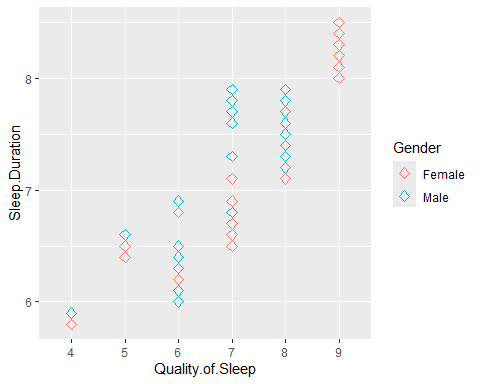 8
7
6
Sleep.Duration
4 5 6 7 8 9
Quality.of.Sleep
Gender
Female
Male